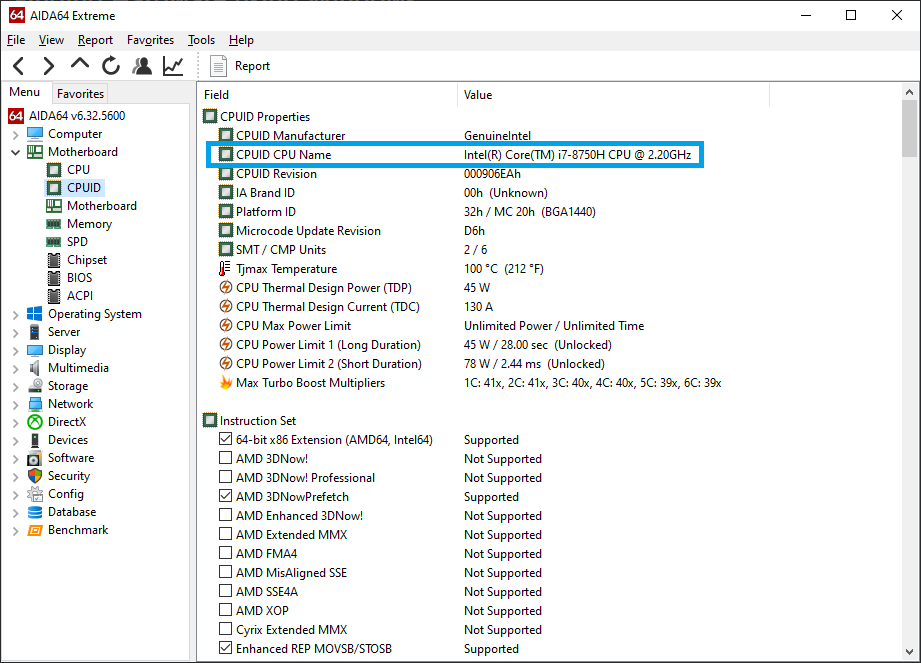 64 AIDA64 Extreme
File View Report Favorites Tools Help
Report
Menu Favorites
64 AIDA64 v6.32.5600
Computer
Motherboard
CPU
CPUID
Motherboard
Memory
SPD
Chipset
BIOS
ACPI
Operating System
Server
Display
Multimedia
Storage
Network
DirectX
Devices
Software
Security
Config
Database
Benchmark
Field Value
CPUID Properties
CPUID Manufacturer GenuineIntel
CPUID CPU Name Intel(R) Core(TM) i7-8750H CPU @ 2.20GHz
CPUID Revision 000906EAh
IA Brand ID 00h (Unknown)
Platform ID 32h / MC 20h (BGA1440)
Microcode Update Revision D6h
SMT / CMP Units 2 / 6
Tjmax Temperature 100 °C (212 °F)
CPU Thermal Design Power (TDP) 45 W
CPU Thermal Design Current (TDC) 130 A
CPU Max Power Limit Unlimited Power / Unlimited Time
CPU Power Limit 1 (Long Duration) 45 W / 28.00 sec (Unlocked)
CPU Power Limit 2 (Short Duration) 78 W / 2.44 ms (Unlocked)
Max Turbo Boost Multipliers 1C: 41x, 2C: 41x, 3C: 40x, 4C: 40x, 5C: 39x, 6C: 39x
Instruction Set
64-bit x86 Extension (AMD64, Intel64) Supported
AMD 3DNow! Not Supported
AMD 3DNow! Professional Not Supported
AMD 3DNowPrefetch Supported
AMD Enhanced 3DNow! Not Supported
AMD Extended MMX Not Supported
AMD FMA4 Not Supported
AMD MisAligned SSE Not Supported
AMD SSE4A Not Supported
AMD XOP Not Supported
Cyrix Extended MMX Not Supported
Enhanced REP MOVSB/STOSB Supported